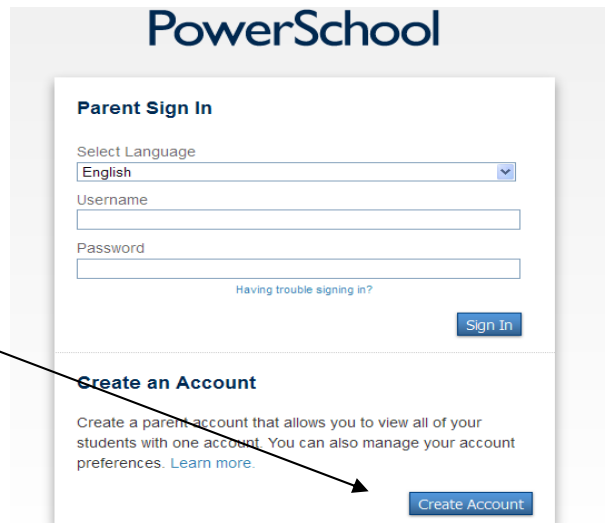 PowerSchool
Parent Sign In
Select Language
English
Username
Password
Having trouble signing in?
Sign In
Create an Account
Create a parent account that allows you to view all of your
students with one account. You can also manage your account
preferences. Learn more.
Create Account